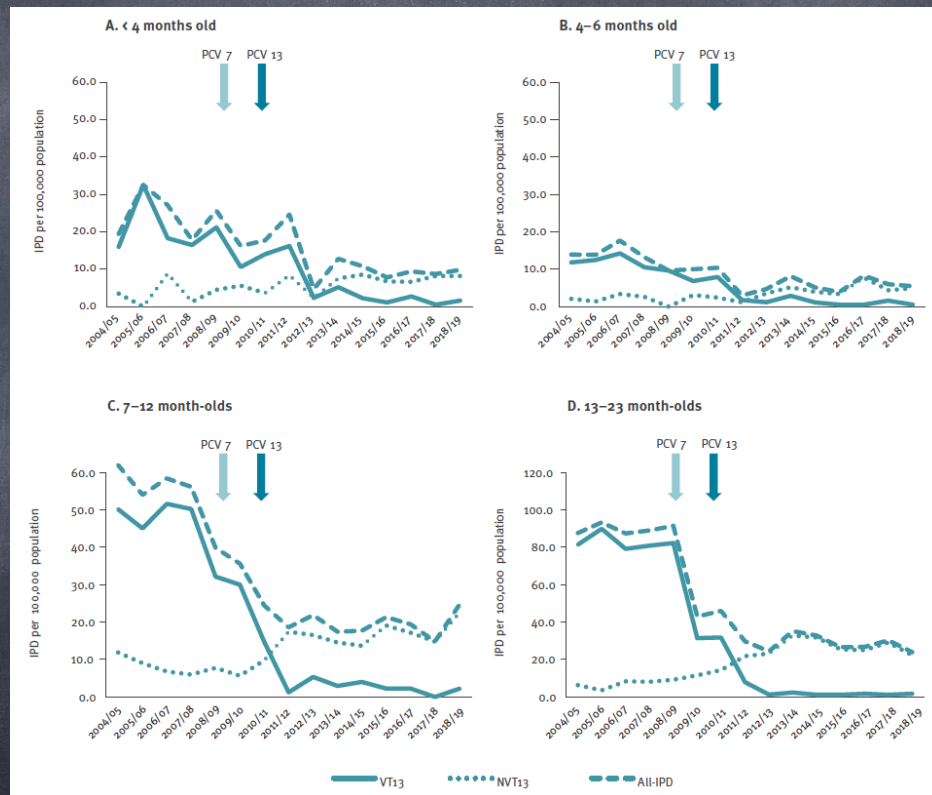 A. < 4 months old
PCV 7 PCV 13
IPD per 100,000 population
60.0
50.0
40.0
30.0
20.0
10.0
0.0
2004/05 2005/06 2006/07 2007/08 2008/09 2009/10 2010/11 2011/12 2012/13 2013/14 2014/15 2015/16 2016/17 2017/18 2018/19
B. 4–6 months old
PCV 7 PCV 13
IPD per 100,000 population
60.0
50.0
40.0
30.0
20.0
10.0
0.0
2004/05 2005/06 2006/07 2007/08 2008/09 2009/10 2010/11 2011/12 2012/13 2013/14 2014/15 2015/16 2016/17 2017/18 2018/19
C. 7–12 month-olds
PCV 7 PCV 13
IPD per 100,000 population
60.0
50.0
40.0
30.0
20.0
10.0
0.0
2004/05 2005/06 2006/07 2007/08 2008/09 2009/10 2010/11 2011/12 2012/13 2013/14 2014/15 2015/16 2016/17 2017/18 2018/19
D. 13–23 month-olds
PCV 7 PCV 13
IPD per 100,000 population
120.0
100.0
80.0
60.0
40.0
20.0
0.0
2004/05 2005/06 2006/07 2007/08 2008/09 2009/10 2010/11 2011/12 2012/13 2013/14 2014/15 2015/16 2016/17 2017/18 2018/19
VT13 NVT13 All-IPD